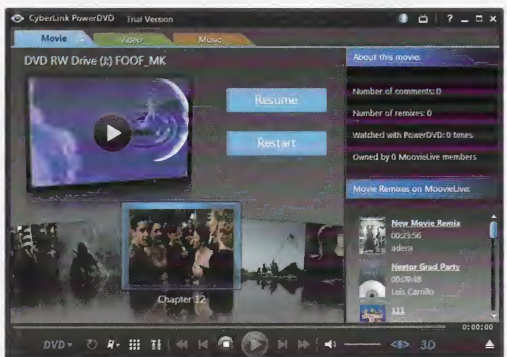 CyberLink PowerDVD Trial Version
?
Movie Video Music
DVD RW Drive (J:) FOOF_MK
Resume
Restart
Chapter 12
About this movie:
Number of comments: 0
Number of remixes: 0
Watched with PowerDVD: 0 times
Owned by 0 MoovieLive members
Movie Remixes on MoovieLive:
New Movie Remix
00:23:56
adera
Nestor Grad Party
00:09:48
Luis Carrillo
111
0:00:00
DVD 3D